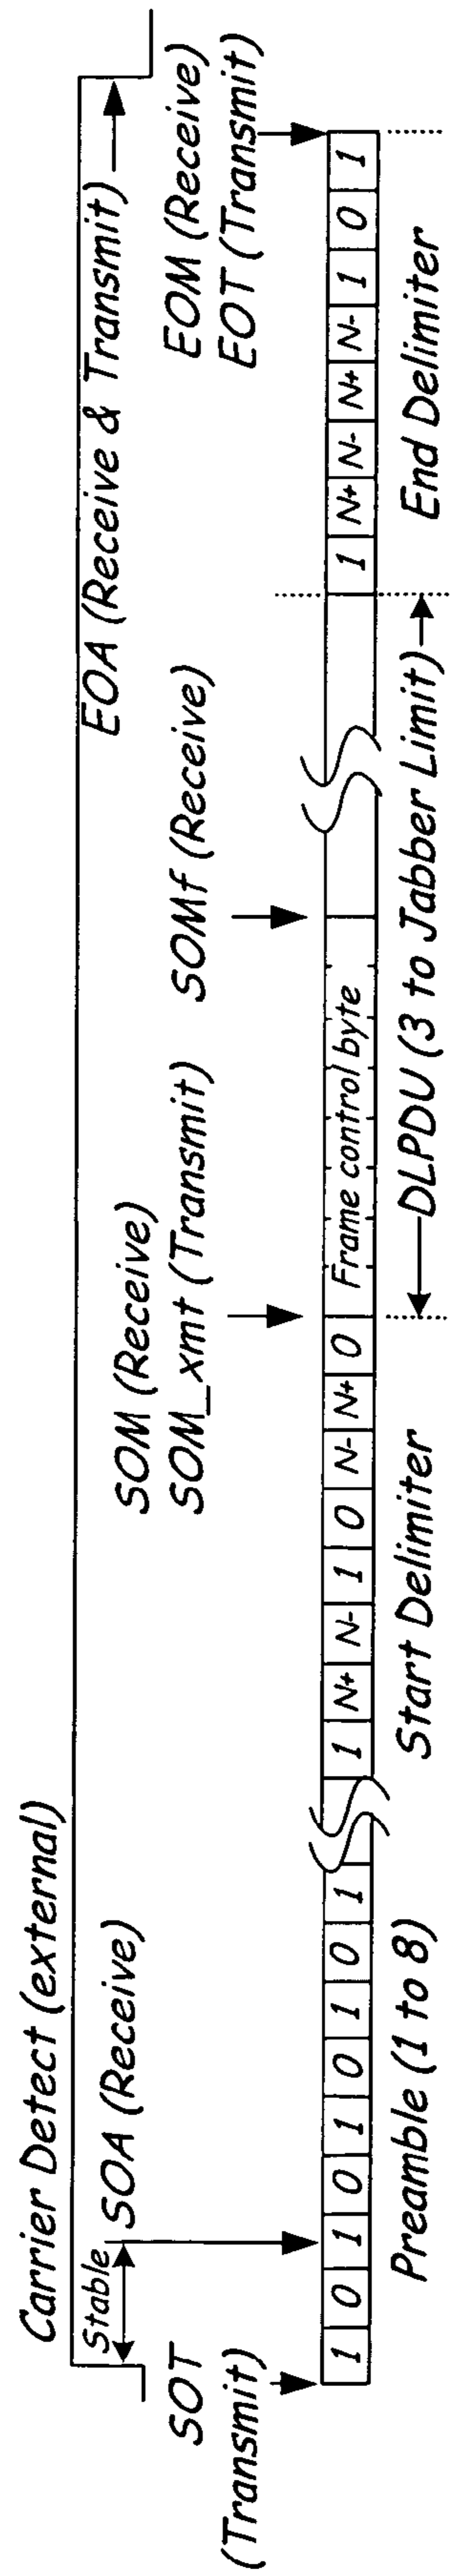 Carrier Detect (external)
Stable
SOA (Receive)
EOA (Receive & Transmit)
SOT
(Transmit)
SOM (Receive)
SOM_xmt (Transmit)
SOMf (Receive)
EOM (Receive)
EOT (Transmit)
1 0 1 0 1 0 1 0 1 1 N+ N- 1 0 N- N+ 0 Frame control byte 1 N+ N- N+ N- 1 0 1
Preamble (1 to 8)
Start Delimiter
DLPDU (3 to Jabber Limit)
End Delimiter